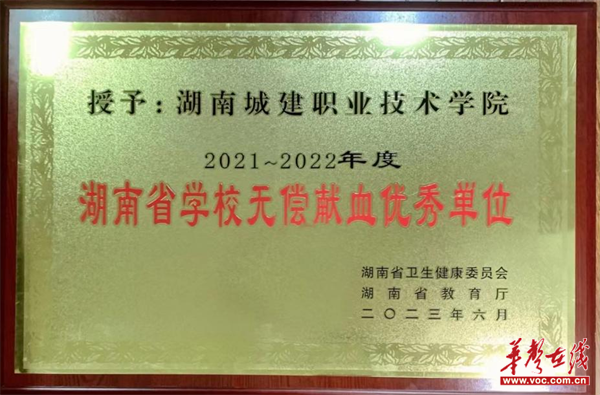 授予：湖南城建职业技术学院
2021~2022年度
湖南省学校无偿献血优秀单位
湖南省卫生健康委员会
湖南省教育厅
二〇二三年六月
华声在线
www.voc.com.cn